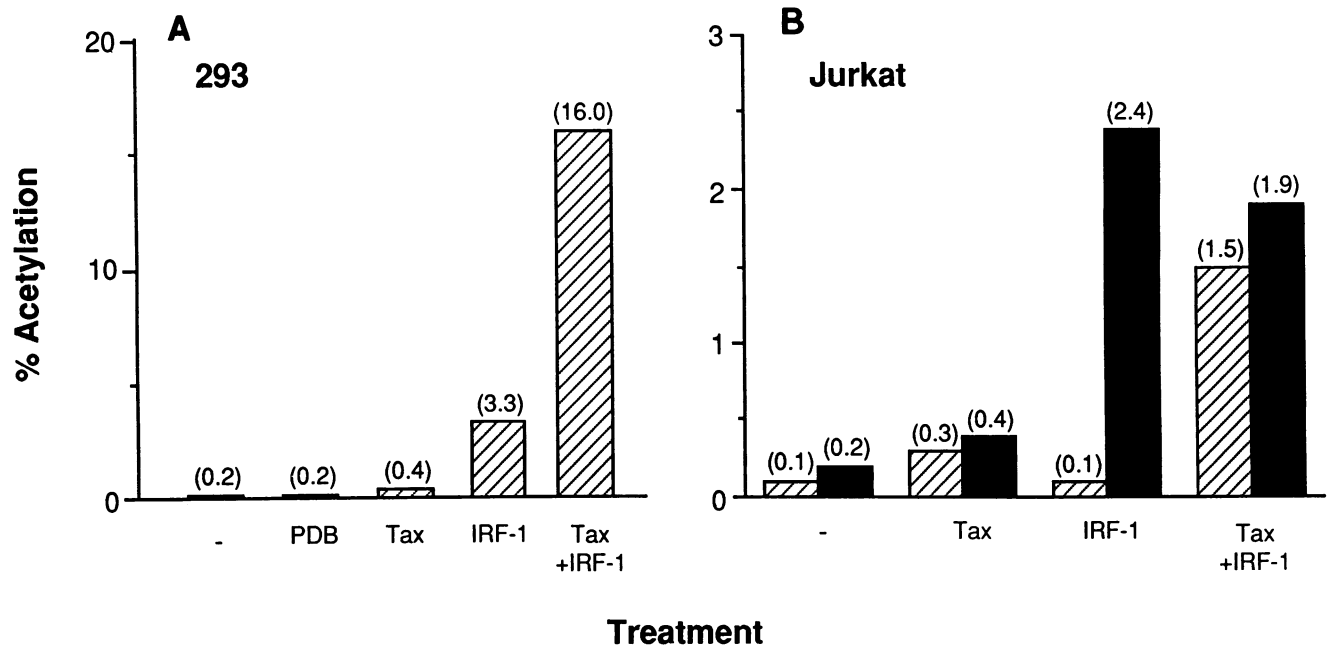 A
B
293
Jurkat
% Acetylation
20
10
0
(0.2)
(0.2)
(0.4)
(3.3)
(16.0)
-
PDB
Tax
IRF-1
Tax
+IRF-1
3
2
1
0
(0.1)
(0.2)
(0.3)
(0.4)
(0.1)
(2.4)
(1.5)
(1.9)
-
Tax
IRF-1
Tax
+IRF-1
Treatment